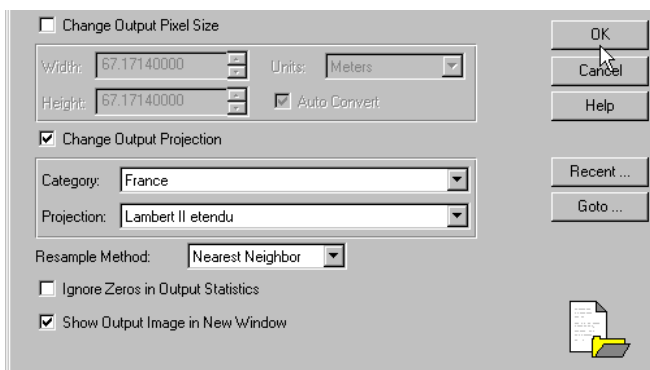 Change Output Pixel Size
OK
Width: 67.17140000 Units: Meters
Cancel
Height: 67.17140000 Auto Convert
Help
Change Output Projection
Category: France
Recent ...
Projection: Lambert II etendu
Goto ...
Resample Method: Nearest Neighbor
Ignore Zeros in Output Statistics
Show Output Image in New Window